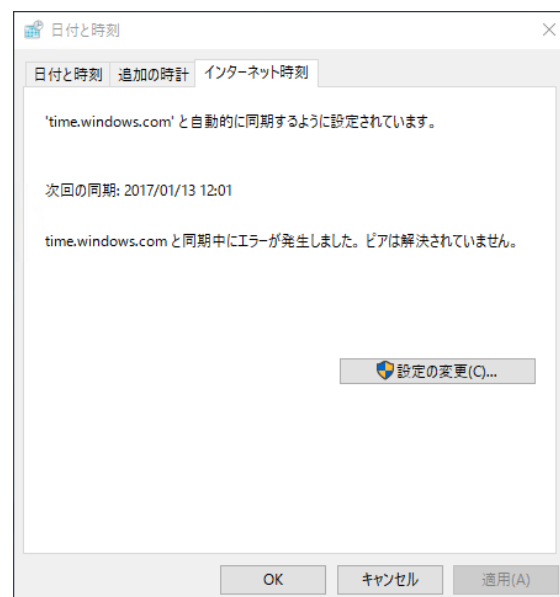 日付と時刻
日付と時刻 追加の時計 インターネット時刻
'time.windows.com' と自動的に同期するように設定されています。
次回の同期: 2017/01/13 12:01
time.windows.com と同期中にエラーが発生しました。ピアは解決されていません。
設定の変更(C)...
OK キャンセル 適用(A)